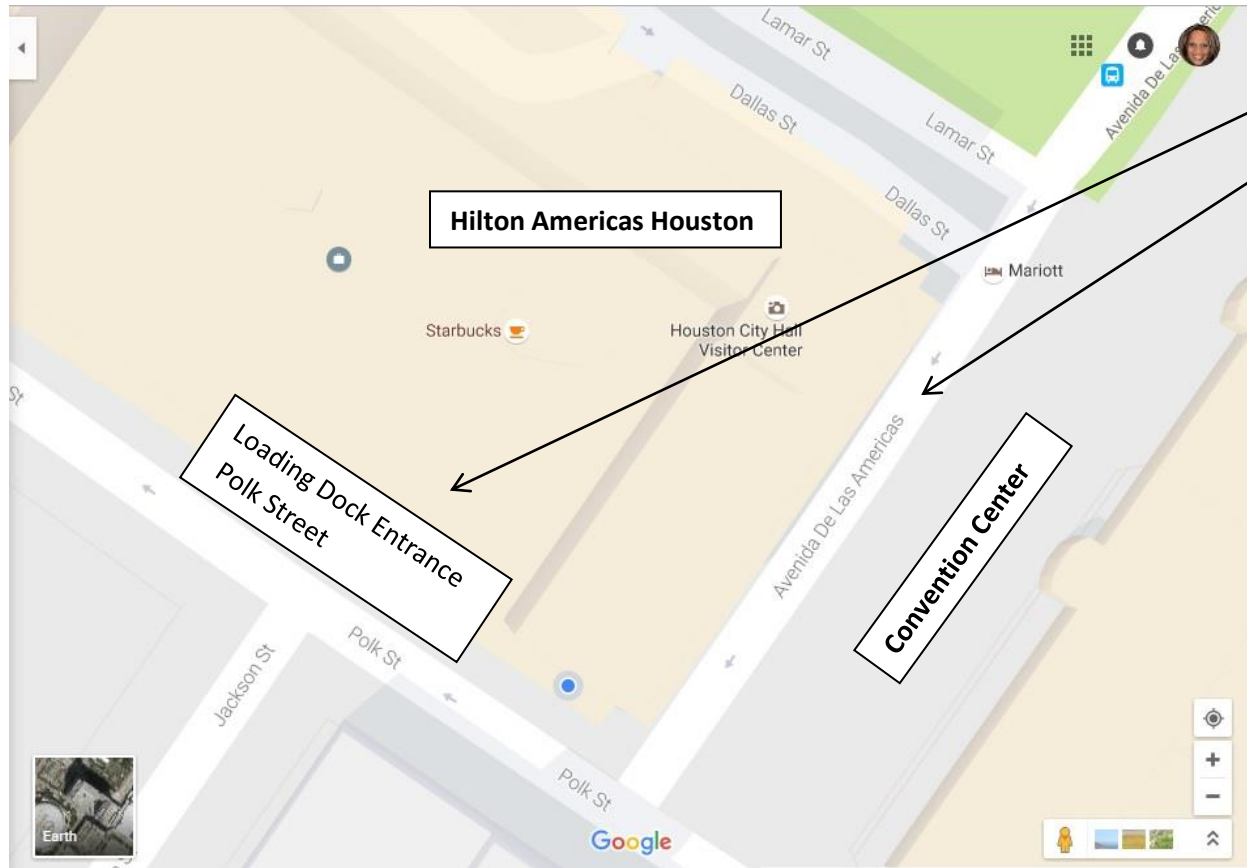 Lamar St
Avenida De Las Americ
Dallas St
Lamar St
Hilton Americas Houston
Dallas St
Mariott
Starbucks
Houston City Hall
Visitor Center
St
Loading Dock Entrance
Polk Street
Avenida De Las Americas
Convention Center
Polk St
Jackson St
Polk St
Earth
Google